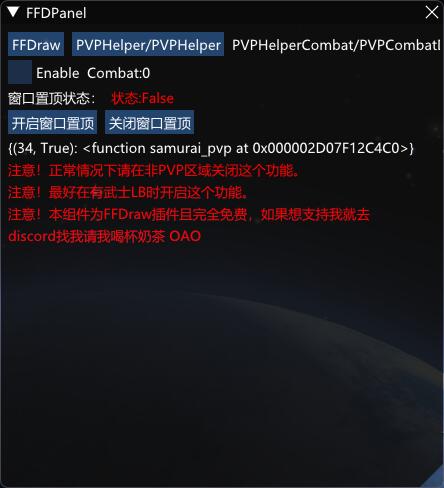 FFDPanel
FFDraw PVPHelper/PVPHelper PVPHelperCombat/PVPCombatI
Enable Combat:0
窗口置顶状态： 状态:False
开启窗口置顶 关闭窗口置顶
{(34, True): <function samurai_pvp at 0x000002D07F12C4C0>}
注意！正常情况下请在非PVP区域关闭这个功能。
注意！最好在有武士LB时开启这个功能。
注意！本组件为FFDraw插件且完全免费，如果想支持我就去
discord找我请我喝杯奶茶 OAO